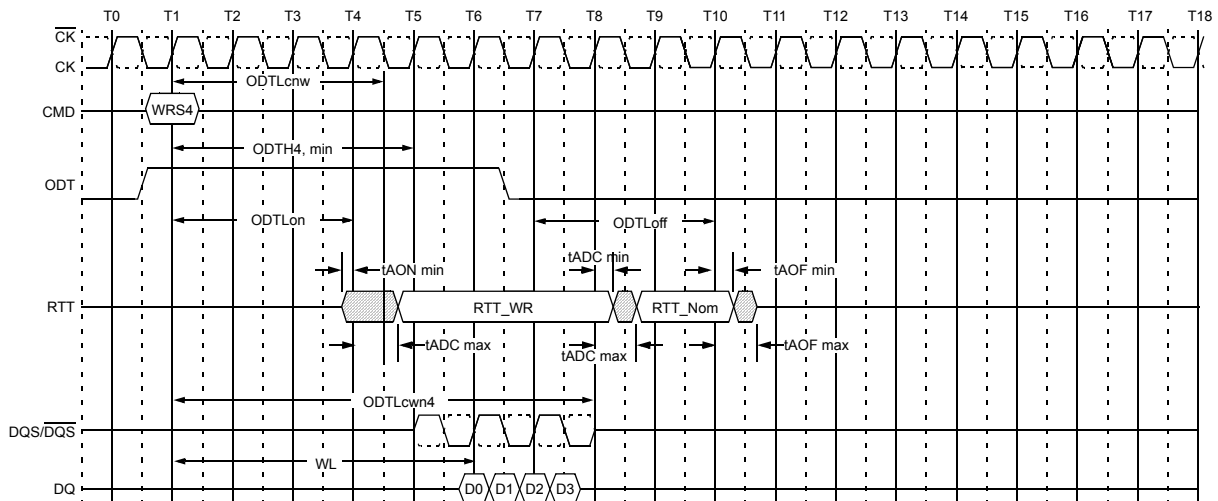 T0 T1 T2 T3 T4 T5 T6 T7 T8 T9 T10 T11 T12 T13 T14 T15 T16 T17 T18
CK
CK
ODTLcnw
CMD
WRS4
ODTH4, min
ODT
ODTLon
ODTLoff
tADC min
tAON min
tAOF min
RTT
RTT_WR
RTT_Nom
tADC max
tADC max
tAOF max
ODTLcwn4
DQS/DQS
WL
DQ
D0 D1 D2 D3